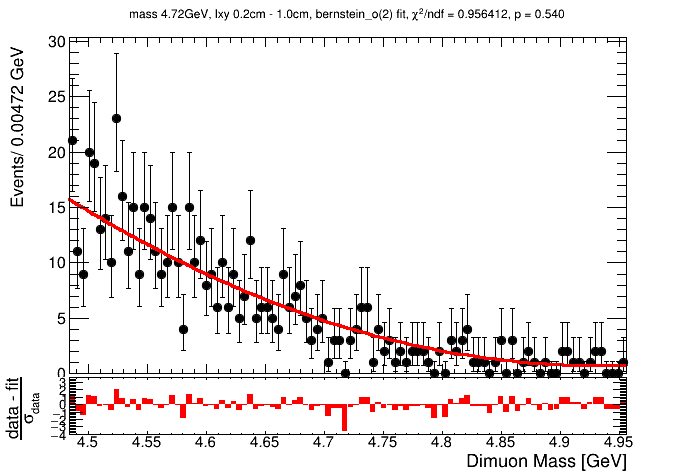 mass 4.72GeV, lxy 0.2cm - 1.0cm, bernstein_o(2) fit, χ²/ndf = 0.956412, p = 0.540
Events/ 0.00472 GeV
30
25
20
15
10
5
0
data - fit
σdata
3
2
1
0
−1
−2
−3
−4
4.5 4.55 4.6 4.65 4.7 4.75 4.8 4.85 4.9 4.95
Dimuon Mass [GeV]